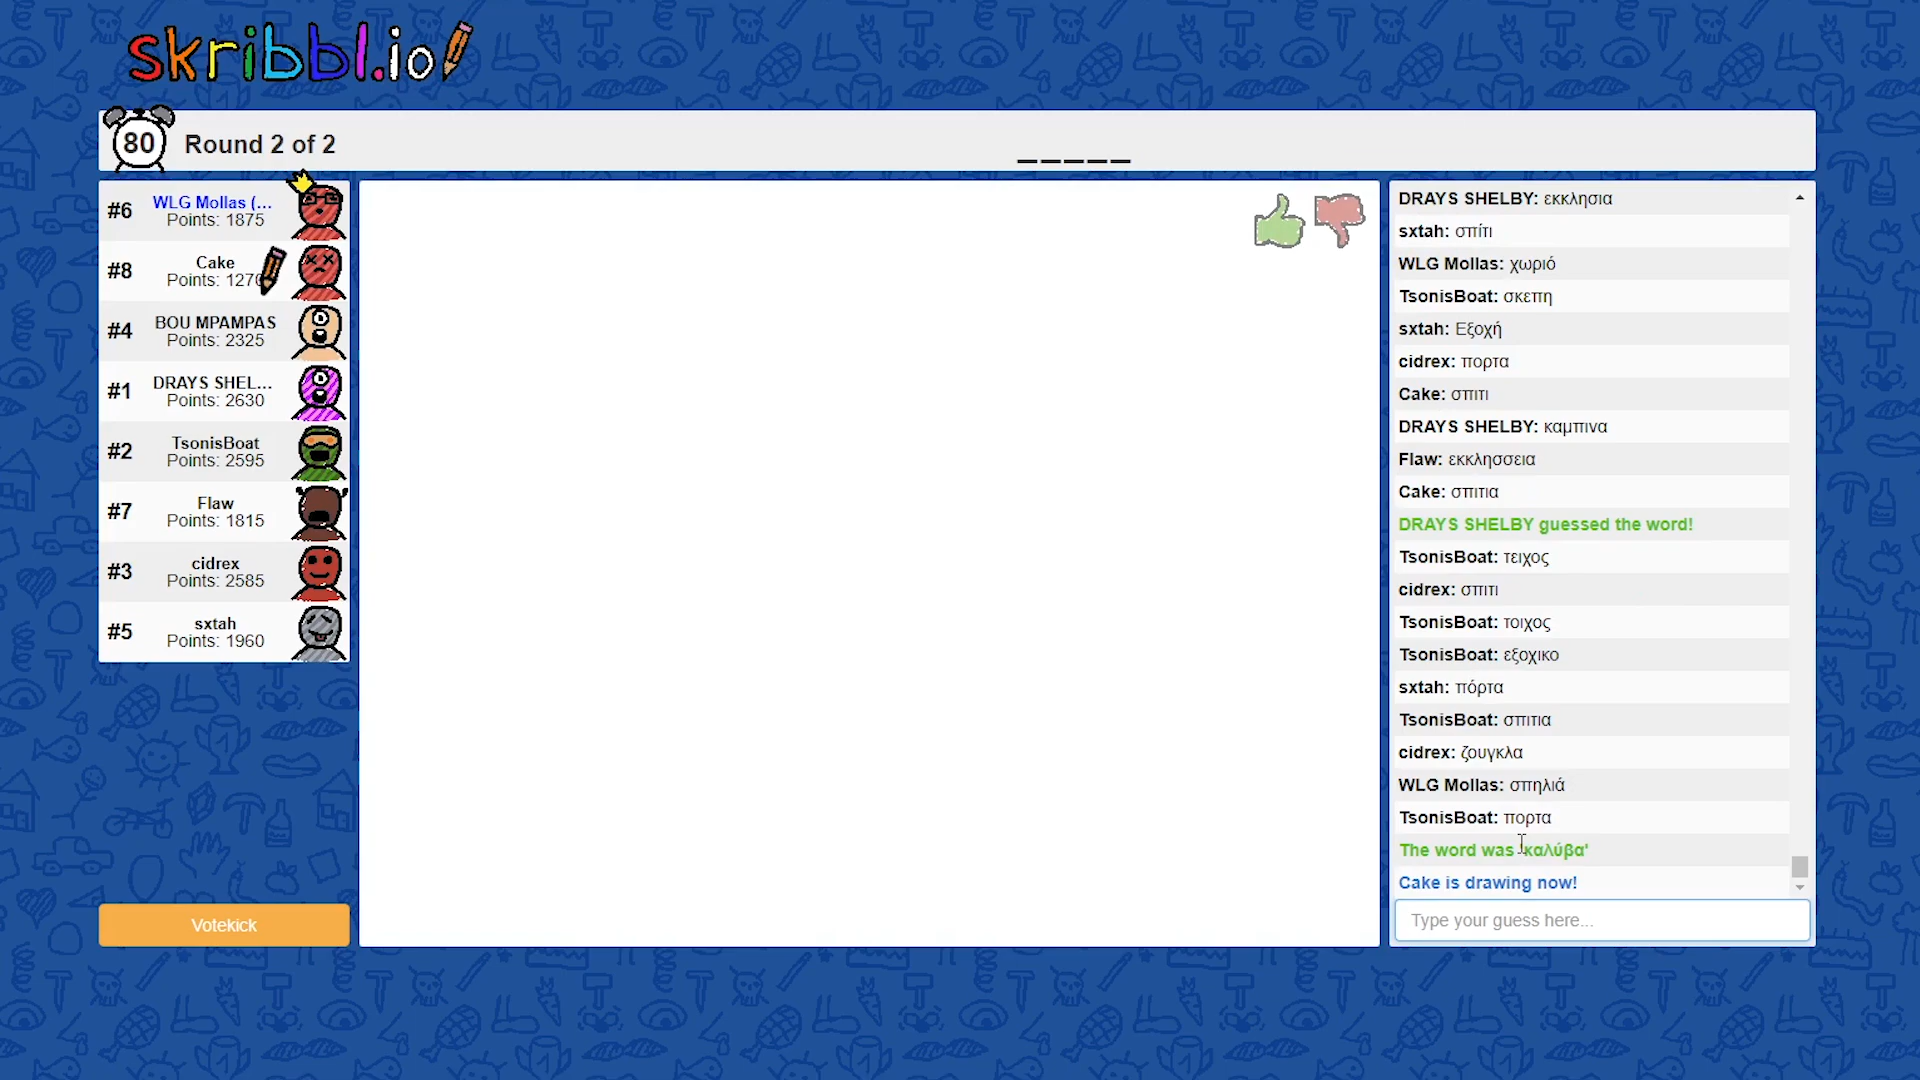 skribbl.io
80
Round 2 of 2
_ _ _ _ _
#6
WLG Mollas (...
Points: 1875
#8
Cake
Points: 1270
#4
BOU MPAMPAS
Points: 2325
#1
DRAYS SHEL...
Points: 2630
#2
TsonisBoat
Points: 2595
#7
Flaw
Points: 1815
#3
cidrex
Points: 2585
#5
sxtah
Points: 1960
Votekick
DRAYS SHELBY: εκκλησια
sxtah: σπίτι
WLG Mollas: χωριό
TsonisBoat: σκεπη
sxtah: Εξοχή
cidrex: πορτα
Cake: σπιτι
DRAYS SHELBY: καμπινα
Flaw: εκκλησσεια
Cake: σπιτια
DRAYS SHELBY guessed the word!
TsonisBoat: τειχος
cidrex: σπιτι
TsonisBoat: τοιχος
TsonisBoat: εξοχικο
sxtah: πόρτα
TsonisBoat: σπιτια
cidrex: ζουγκλα
WLG Mollas: σπηλιά
TsonisBoat: πορτα
The word was 'καλύβα'
Cake is drawing now!
Type your guess here...